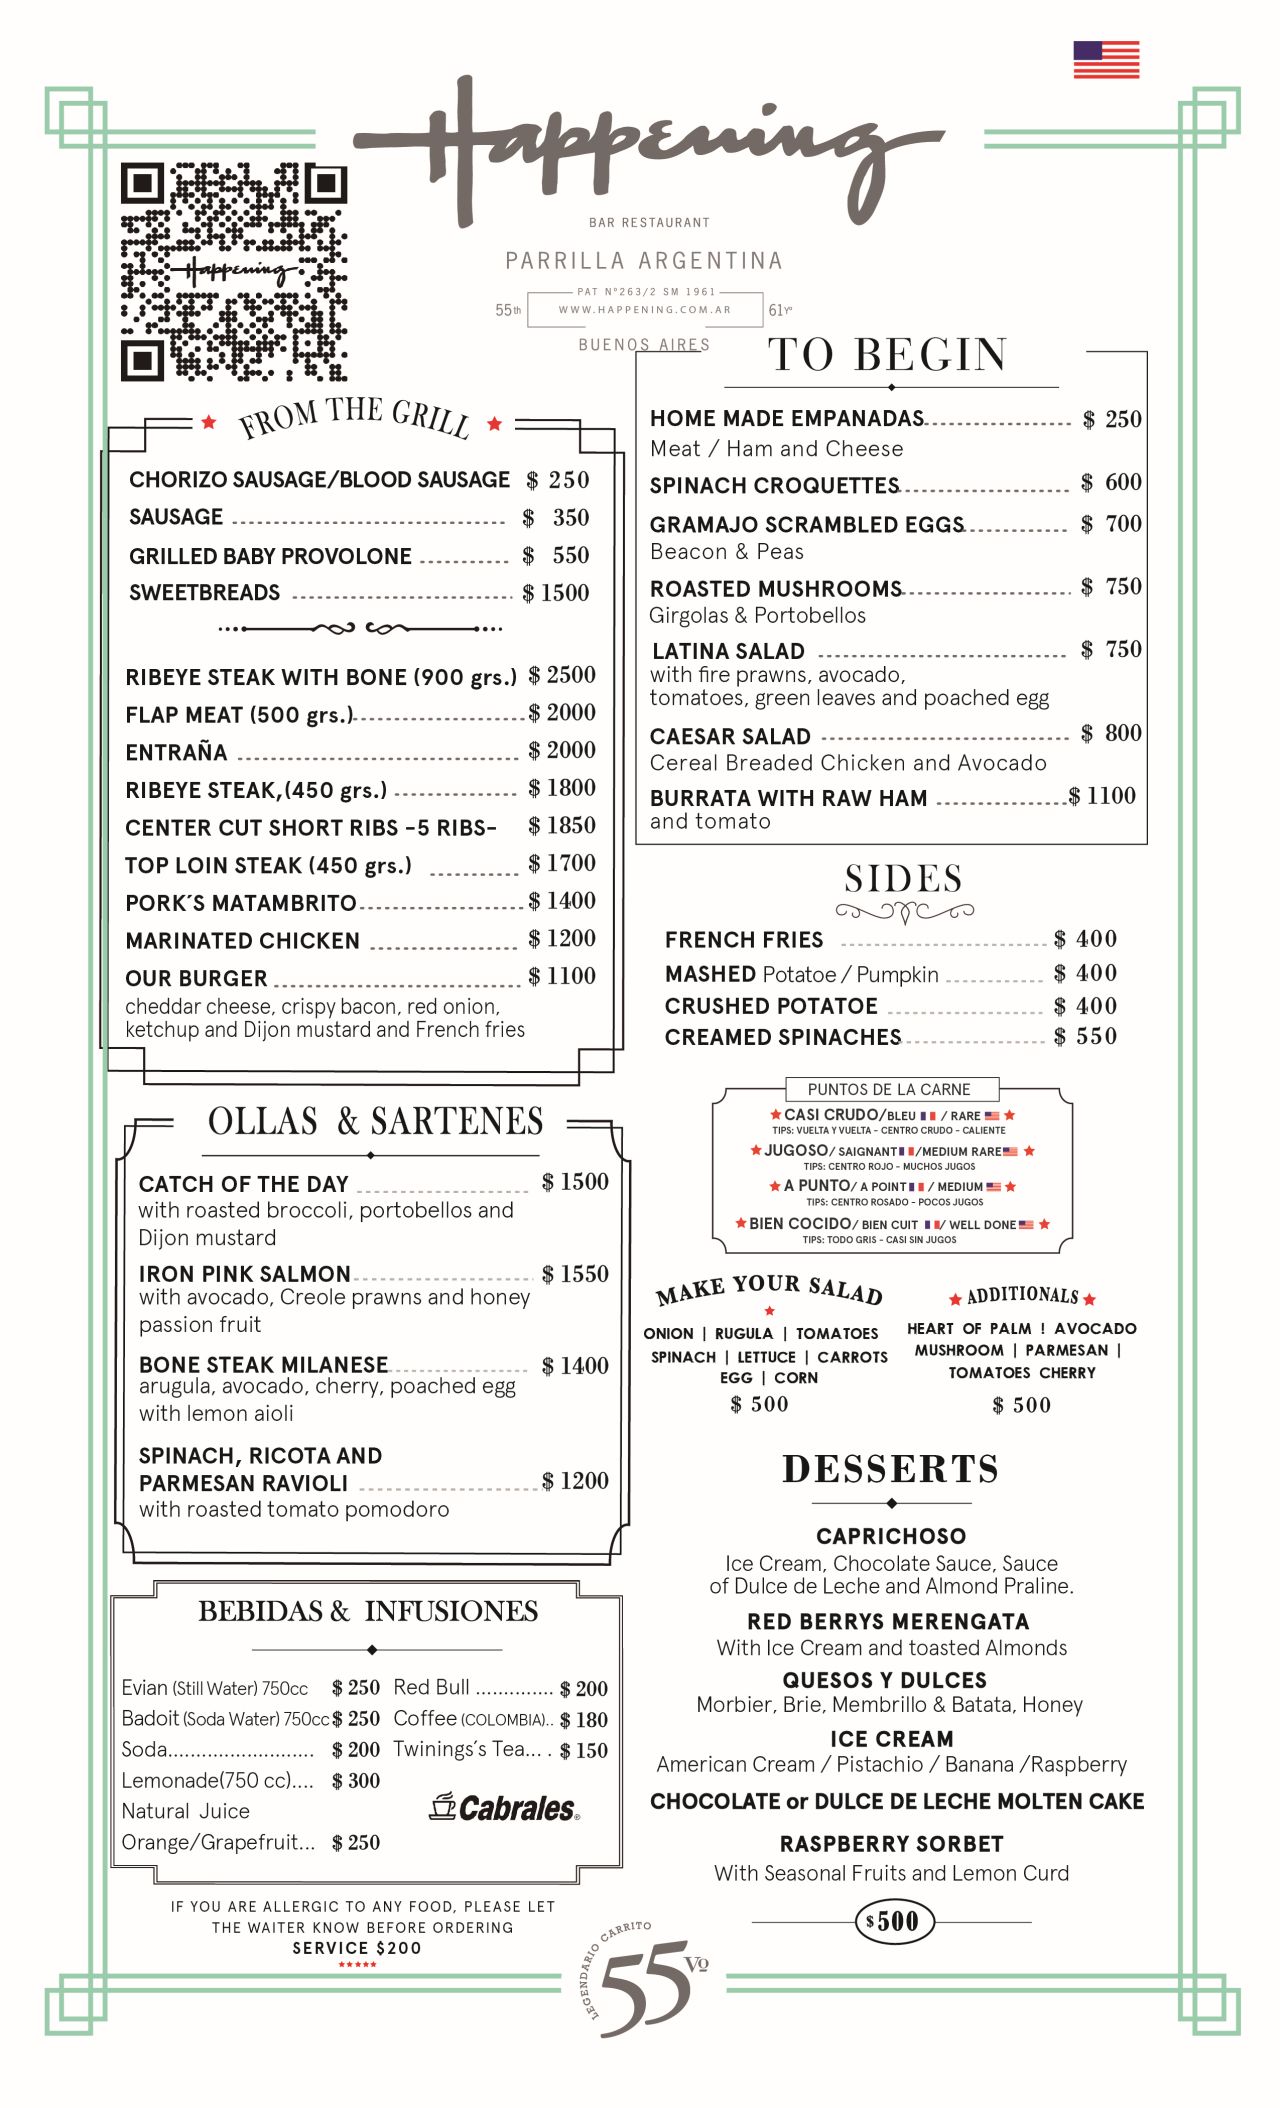 Happening
BAR RESTAURANT
PARRILLA ARGENTINA
PAT Nº263/2 SM 1961
55th WWW.HAPPENING.COM.AR 61Yº
BUENOS AIRES
Happening
FROM THE GRILL
CHORIZO SAUSAGE/BLOOD SAUSAGE $ 250
SAUSAGE $ 350
GRILLED BABY PROVOLONE $ 550
SWEETBREADS $ 1500
RIBEYE STEAK WITH BONE (900 grs.) $ 2500
FLAP MEAT (500 grs.) $ 2000
ENTRAÑA $ 2000
RIBEYE STEAK,(450 grs.) $ 1800
CENTER CUT SHORT RIBS -5 RIBS- $ 1850
TOP LOIN STEAK (450 grs.) $ 1700
PORK´S MATAMBRITO $ 1400
MARINATED CHICKEN $ 1200
OUR BURGER $ 1100
cheddar cheese, crispy bacon, red onion,
ketchup and Dijon mustard and French fries
OLLAS & SARTENES
CATCH OF THE DAY $ 1500
with roasted broccoli, portobellos and
Dijon mustard
IRON PINK SALMON $ 1550
with avocado, Creole prawns and honey
passion fruit
BONE STEAK MILANESE $ 1400
arugula, avocado, cherry, poached egg
with lemon aioli
SPINACH, RICOTA AND
PARMESAN RAVIOLI $ 1200
with roasted tomato pomodoro
BEBIDAS & INFUSIONES
Evian (Still Water) 750cc $ 250 Red Bull .............. $ 200
Badoit (Soda Water) 750cc $ 250 Coffee (COLOMBIA).. $ 180
Soda......................... $ 200 Twinings´s Tea... . $ 150
Lemonade(750 cc).... $ 300
Natural Juice
Orange/Grapefruit... $ 250
Cabrales®
IF YOU ARE ALLERGIC TO ANY FOOD, PLEASE LET
THE WAITER KNOW BEFORE ORDERING
SERVICE $200
TO BEGIN
HOME MADE EMPANADAS $ 250
Meat / Ham and Cheese
SPINACH CROQUETTES $ 600
GRAMAJO SCRAMBLED EGGS $ 700
Beacon & Peas
ROASTED MUSHROOMS $ 750
Girgolas & Portobellos
LATINA SALAD $ 750
with fire prawns, avocado,
tomatoes, green leaves and poached egg
CAESAR SALAD $ 800
Cereal Breaded Chicken and Avocado
BURRATA WITH RAW HAM $ 1100
and tomato
SIDES
FRENCH FRIES $ 400
MASHED Potatoe / Pumpkin $ 400
CRUSHED POTATOE $ 400
CREAMED SPINACHES $ 550
PUNTOS DE LA CARNE
CASI CRUDO/BLEU / RARE
TIPS: VUELTA Y VUELTA - CENTRO CRUDO - CALIENTE
JUGOSO/ SAIGNANT /MEDIUM RARE
TIPS: CENTRO ROJO - MUCHOS JUGOS
A PUNTO/ A POINT / MEDIUM
TIPS: CENTRO ROSADO - POCOS JUGOS
BIEN COCIDO/ BIEN CUIT / WELL DONE
TIPS: TODO GRIS - CASI SIN JUGOS
MAKE YOUR SALAD
ONION | RUGULA | TOMATOES
SPINACH | LETTUCE | CARROTS
EGG | CORN
$ 500
ADDITIONALS
HEART OF PALM ! AVOCADO
MUSHROOM | PARMESAN |
TOMATOES CHERRY
$ 500
DESSERTS
CAPRICHOSO
Ice Cream, Chocolate Sauce, Sauce
of Dulce de Leche and Almond Praline.
RED BERRYS MERENGATA
With Ice Cream and toasted Almonds
QUESOS Y DULCES
Morbier, Brie, Membrillo & Batata, Honey
ICE CREAM
American Cream / Pistachio / Banana /Raspberry
CHOCOLATE or DULCE DE LECHE MOLTEN CAKE
RASPBERRY SORBET
With Seasonal Fruits and Lemon Curd
$500
LEGENDARIO CARRITO
55 Vº